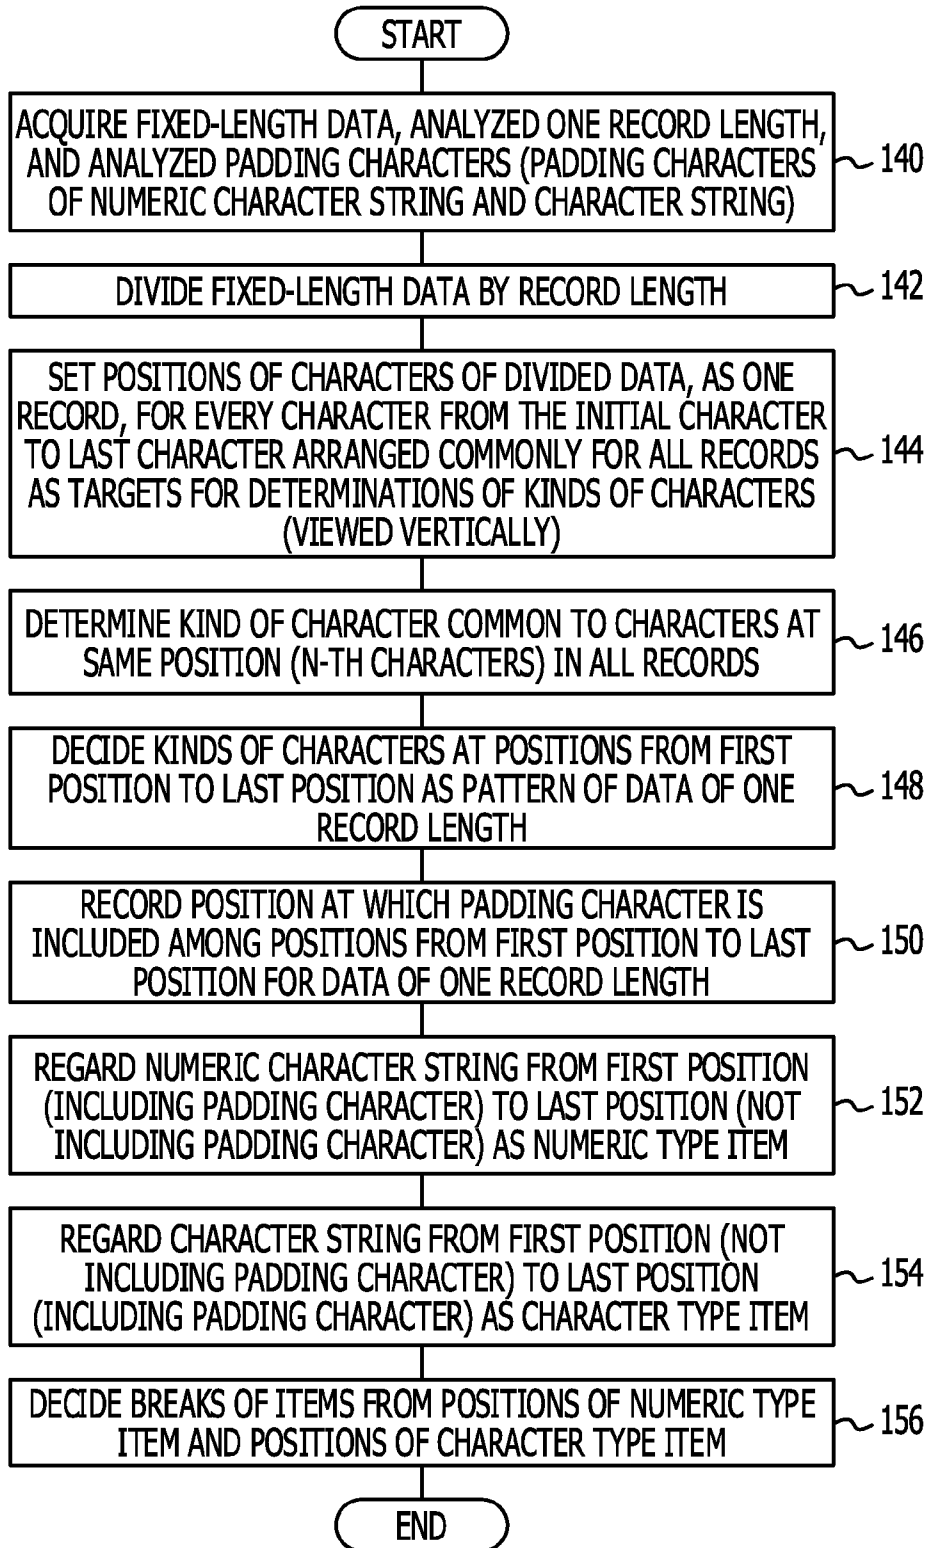 START
ACQUIRE FIXED-LENGTH DATA, ANALYZED ONE RECORD LENGTH,
AND ANALYZED PADDING CHARACTERS (PADDING CHARACTERS
OF NUMERIC CHARACTER STRING AND CHARACTER STRING)
140
DIVIDE FIXED-LENGTH DATA BY RECORD LENGTH
142
SET POSITIONS OF CHARACTERS OF DIVIDED DATA, AS ONE
RECORD, FOR EVERY CHARACTER FROM THE INITIAL CHARACTER
TO LAST CHARACTER ARRANGED COMMONLY FOR ALL RECORDS
AS TARGETS FOR DETERMINATIONS OF KINDS OF CHARACTERS
(VIEWED VERTICALLY)
144
DETERMINE KIND OF CHARACTER COMMON TO CHARACTERS AT
SAME POSITION (N-TH CHARACTERS) IN ALL RECORDS
146
DECIDE KINDS OF CHARACTERS AT POSITIONS FROM FIRST
POSITION TO LAST POSITION AS PATTERN OF DATA OF ONE
RECORD LENGTH
148
RECORD POSITION AT WHICH PADDING CHARACTER IS
INCLUDED AMONG POSITIONS FROM FIRST POSITION TO LAST
POSITION FOR DATA OF ONE RECORD LENGTH
150
REGARD NUMERIC CHARACTER STRING FROM FIRST POSITION
(INCLUDING PADDING CHARACTER) TO LAST POSITION (NOT
INCLUDING PADDING CHARACTER) AS NUMERIC TYPE ITEM
152
REGARD CHARACTER STRING FROM FIRST POSITION (NOT
INCLUDING PADDING CHARACTER) TO LAST POSITION
(INCLUDING PADDING CHARACTER) AS CHARACTER TYPE ITEM
154
DECIDE BREAKS OF ITEMS FROM POSITIONS OF NUMERIC TYPE
ITEM AND POSITIONS OF CHARACTER TYPE ITEM
156
END